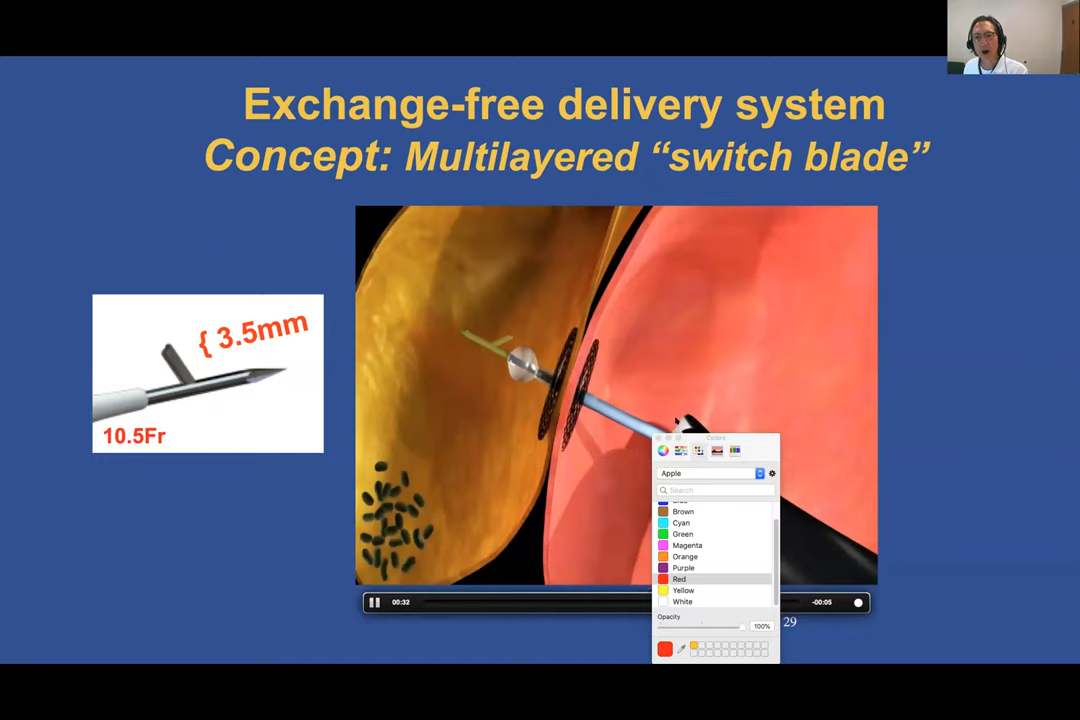 Exchange-free delivery system
Concept: Multilayered “switch blade”
{ 3.5mm
10.5Fr
Colors
Apple
Search
Brown
Cyan
Green
Magenta
Orange
Purple
Red
Yellow
White
00:32
-00:05
Opacity
100%
29